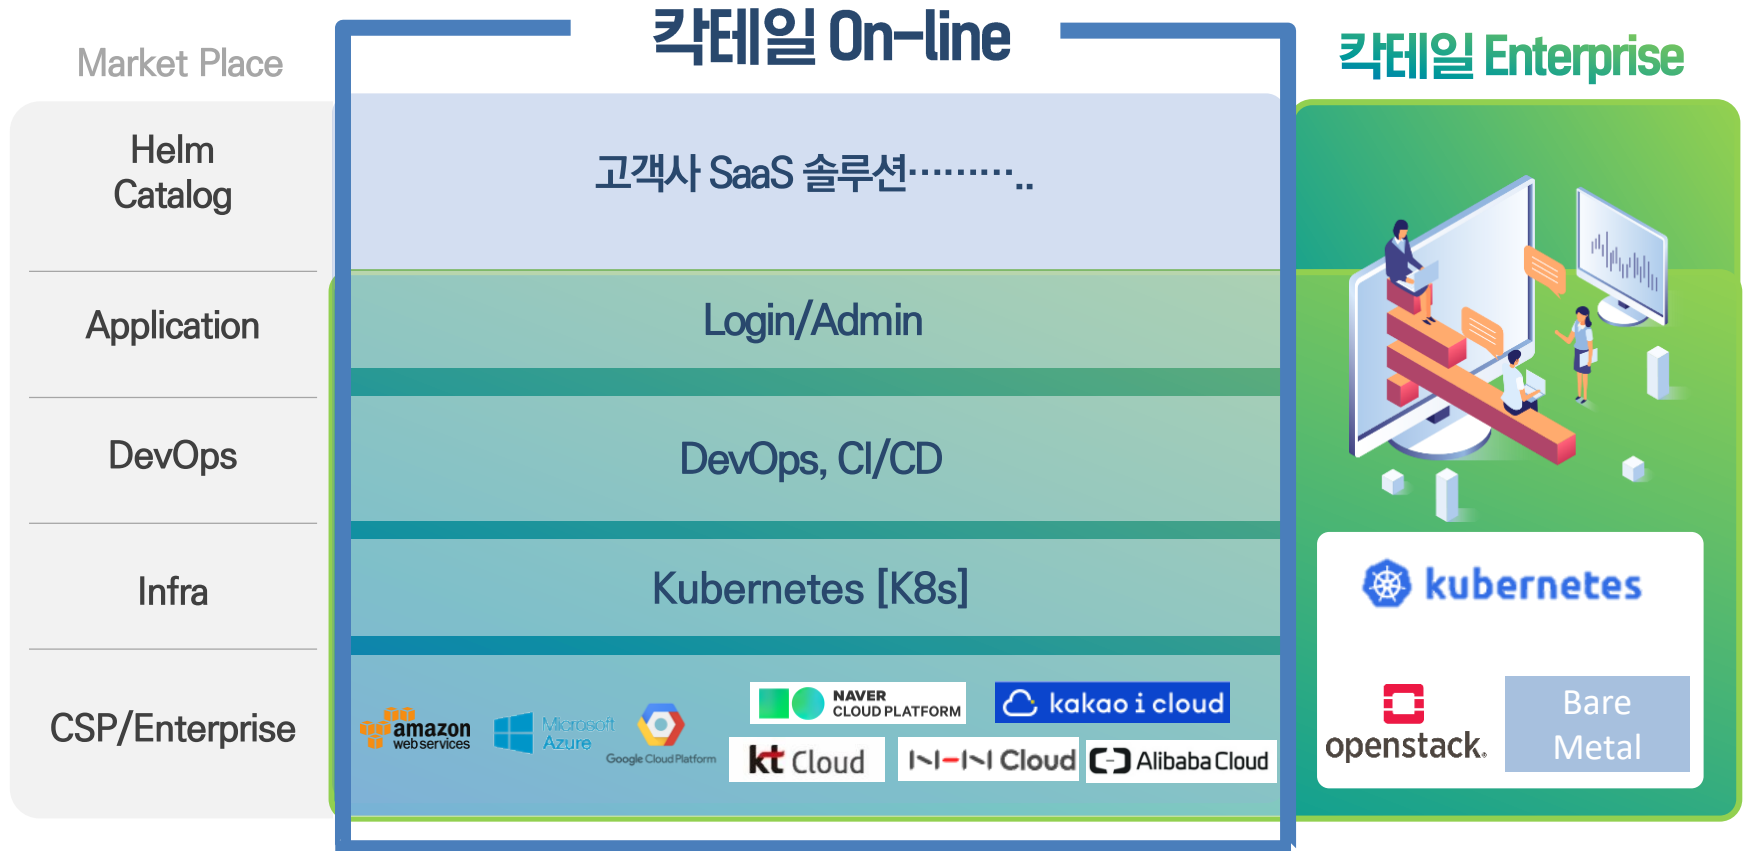 Market Place
칵테일 On-line
칵테일 Enterprise
Helm
Catalog
고객사 SaaS 솔루션………..
Application
Login/Admin
DevOps
DevOps, CI/CD
Infra
Kubernetes [K8s]
kubernetes
CSP/Enterprise
amazon
web services
Microsoft
Azure
Google Cloud Platform
NAVER
CLOUD PLATFORM
kakao i cloud
kt Cloud
NHN Cloud
Alibaba Cloud
openstack.
Bare
Metal